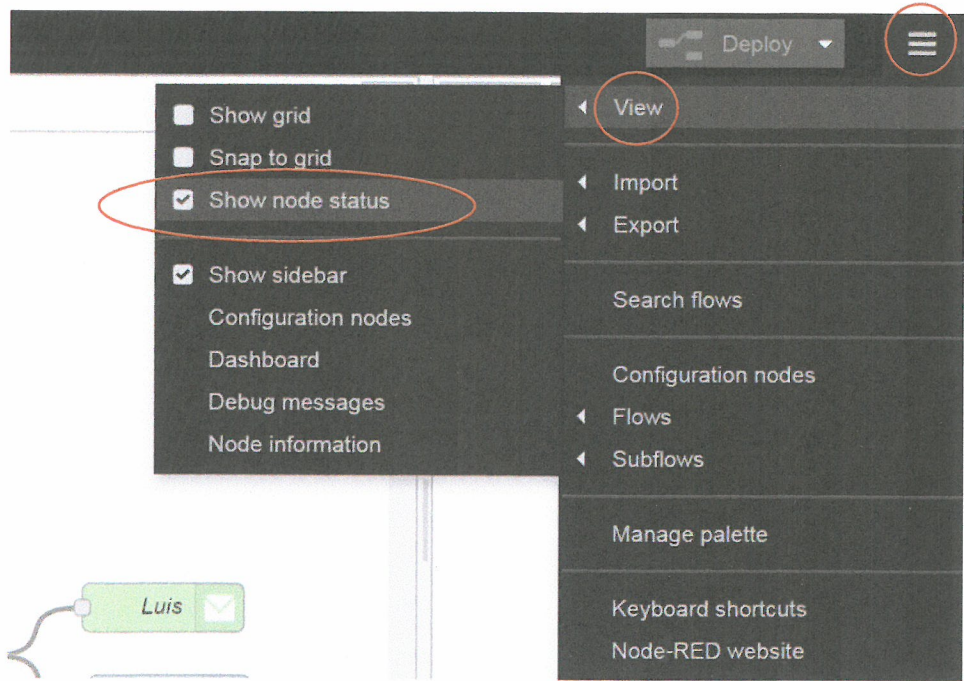 Deploy
Show grid
Snap to grid
Show node status
Show sidebar
Configuration nodes
Dashboard
Debug messages
Node information
View
Import
Export
Search flows
Configuration nodes
Flows
Subflows
Manage palette
Keyboard shortcuts
Node-RED website
Luis